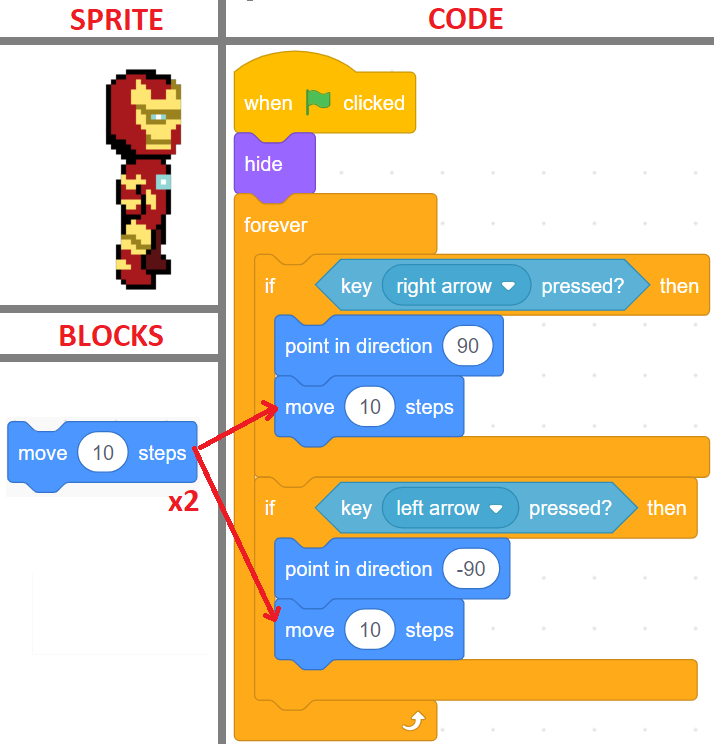 SPRITE
CODE
when clicked
hide
forever
if key right arrow pressed? then
point in direction 90
move 10 steps
if key left arrow pressed? then
point in direction -90
move 10 steps
BLOCKS
move 10 steps
x2